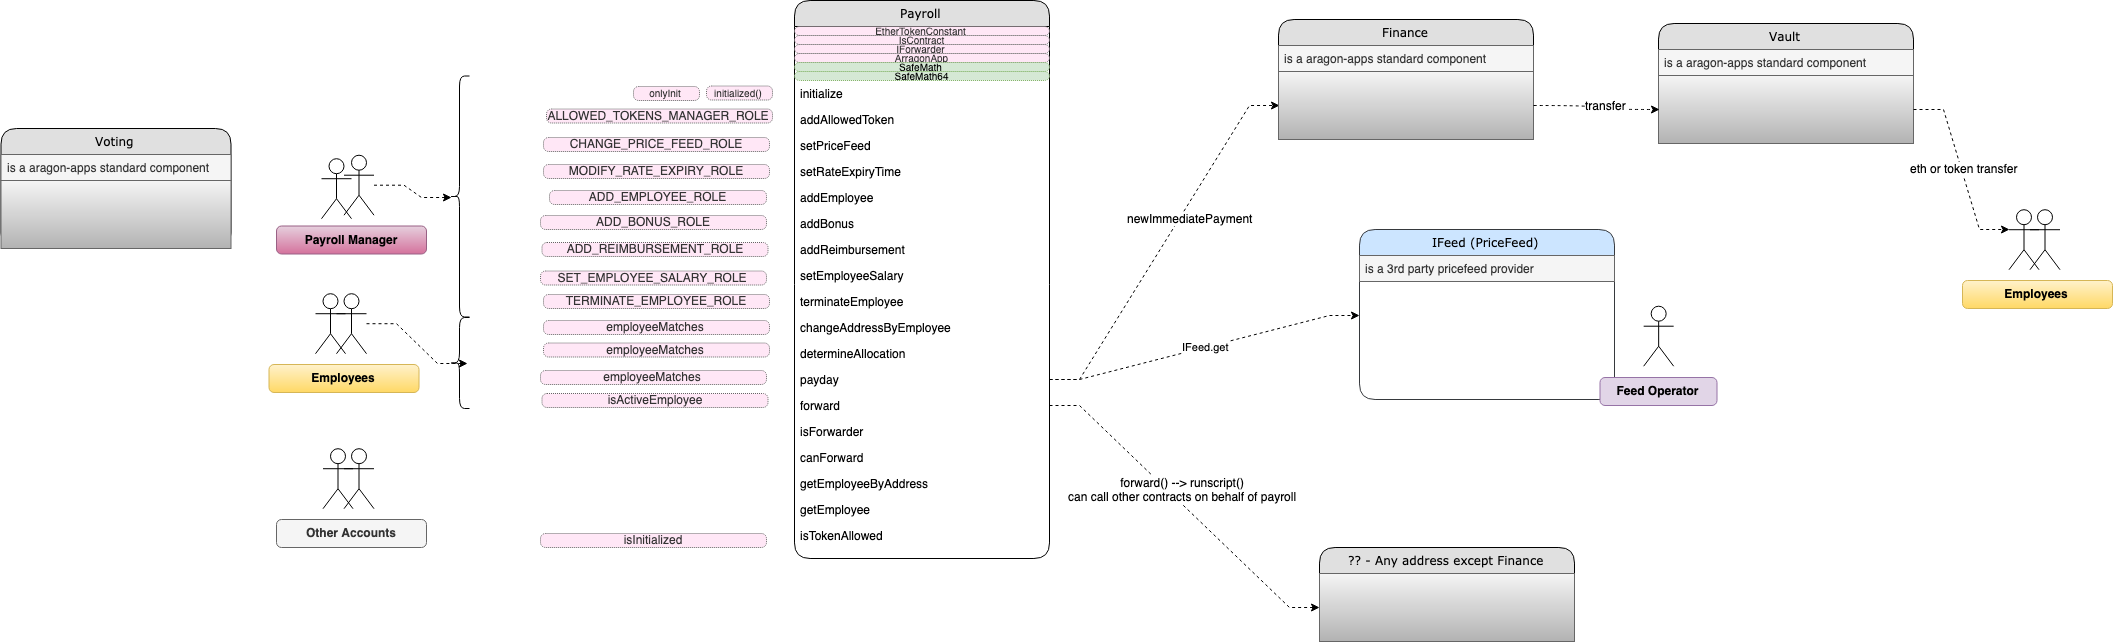 Payroll
EtherTokenConstant
IsContract
IForwarder
ArragonApp
SafeMath
SafeMath64
onlyInit
initialized()
initialize
ALLOWED_TOKENS_MANAGER_ROLE
addAllowedToken
CHANGE_PRICE_FEED_ROLE
setPriceFeed
MODIFY_RATE_EXPIRY_ROLE
setRateExpiryTime
ADD_EMPLOYEE_ROLE
addEmployee
ADD_BONUS_ROLE
addBonus
ADD_REIMBURSEMENT_ROLE
addReimbursement
SET_EMPLOYEE_SALARY_ROLE
setEmployeeSalary
TERMINATE_EMPLOYEE_ROLE
terminateEmployee
employeeMatches
changeAddressByEmployee
employeeMatches
determineAllocation
employeeMatches
payday
isActiveEmployee
forward
isForwarder
canForward
getEmployeeByAddress
getEmployee
isInitialized
isTokenAllowed
Voting
is a aragon-apps standard component
Payroll Manager
Employees
Other Accounts
Finance
is a aragon-apps standard component
transfer
Vault
is a aragon-apps standard component
eth or token transfer
Employees
newImmediatePayment
IFeed (PriceFeed)
is a 3rd party pricefeed provider
IFeed.get
Feed Operator
forward() --> runscript()
can call other contracts on behalf of payroll
?? - Any address except Finance